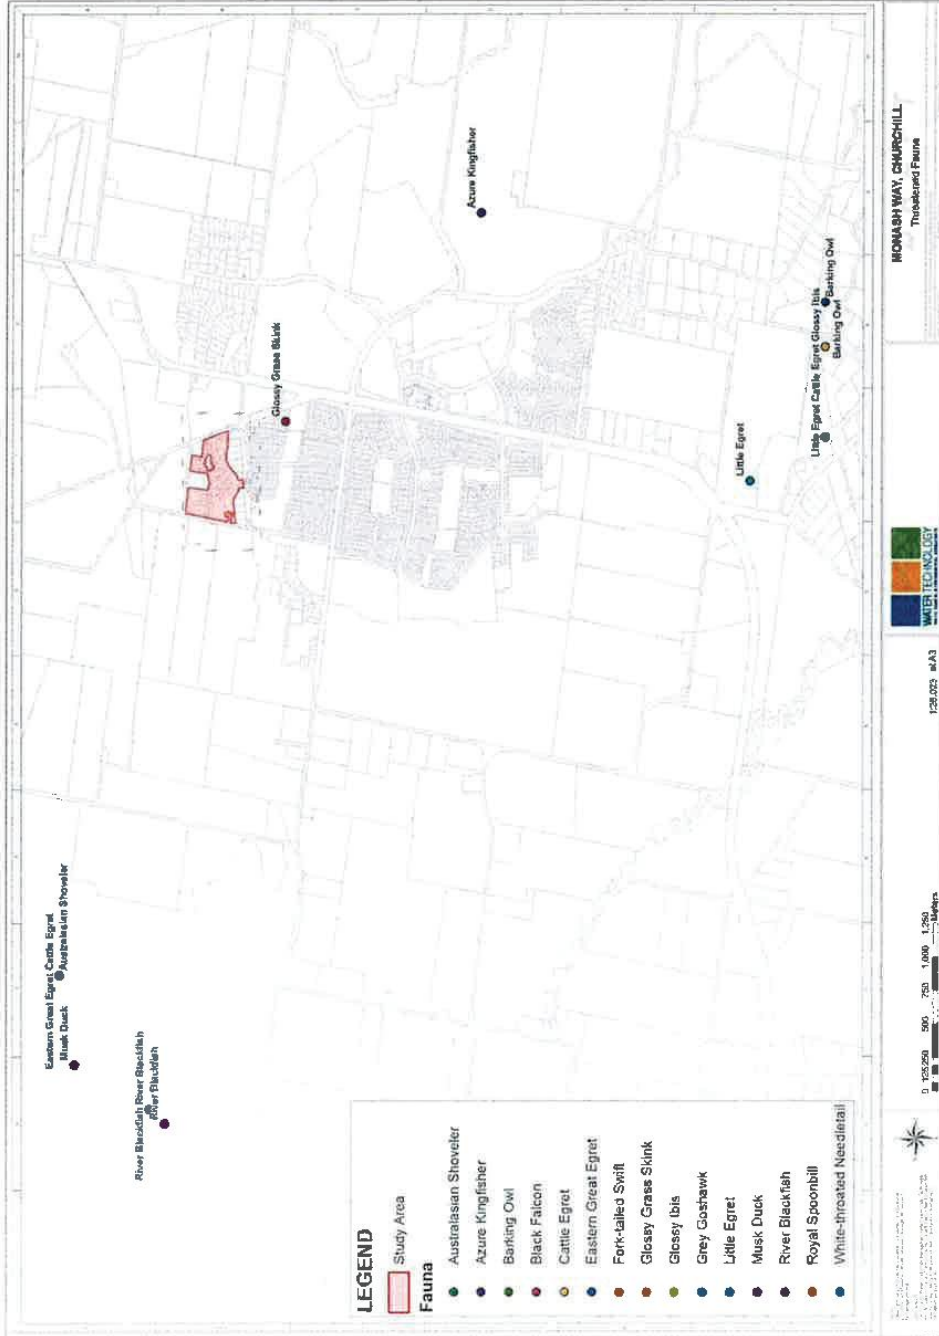 Eastern Great Egret Cattle Egret
Musk Duck
Australasian Shoveler
River Blackfish River Blackfish
River Blackfish
Glossy Grass Skink
Azure Kingfisher
Little Egret
Little Egret Cattle Egret Glossy Ibis
Barking Owl
Barking Owl
LEGEND
Study Area
Fauna
Australasian Shoveler
Azure Kingfisher
Barking Owl
Black Falcon
Cattle Egret
Eastern Great Egret
Fork-tailed Swift
Glossy Grass Skink
Glossy Ibis
Grey Goshawk
Little Egret
Musk Duck
River Blackfish
Royal Spoonbill
White-throated Needletail
0 125250 500 750 1,000 1,250
Meters
at A3
WATER TECHNOLOGY
MONASH WAY, CHURCHILL
Threatened Fauna